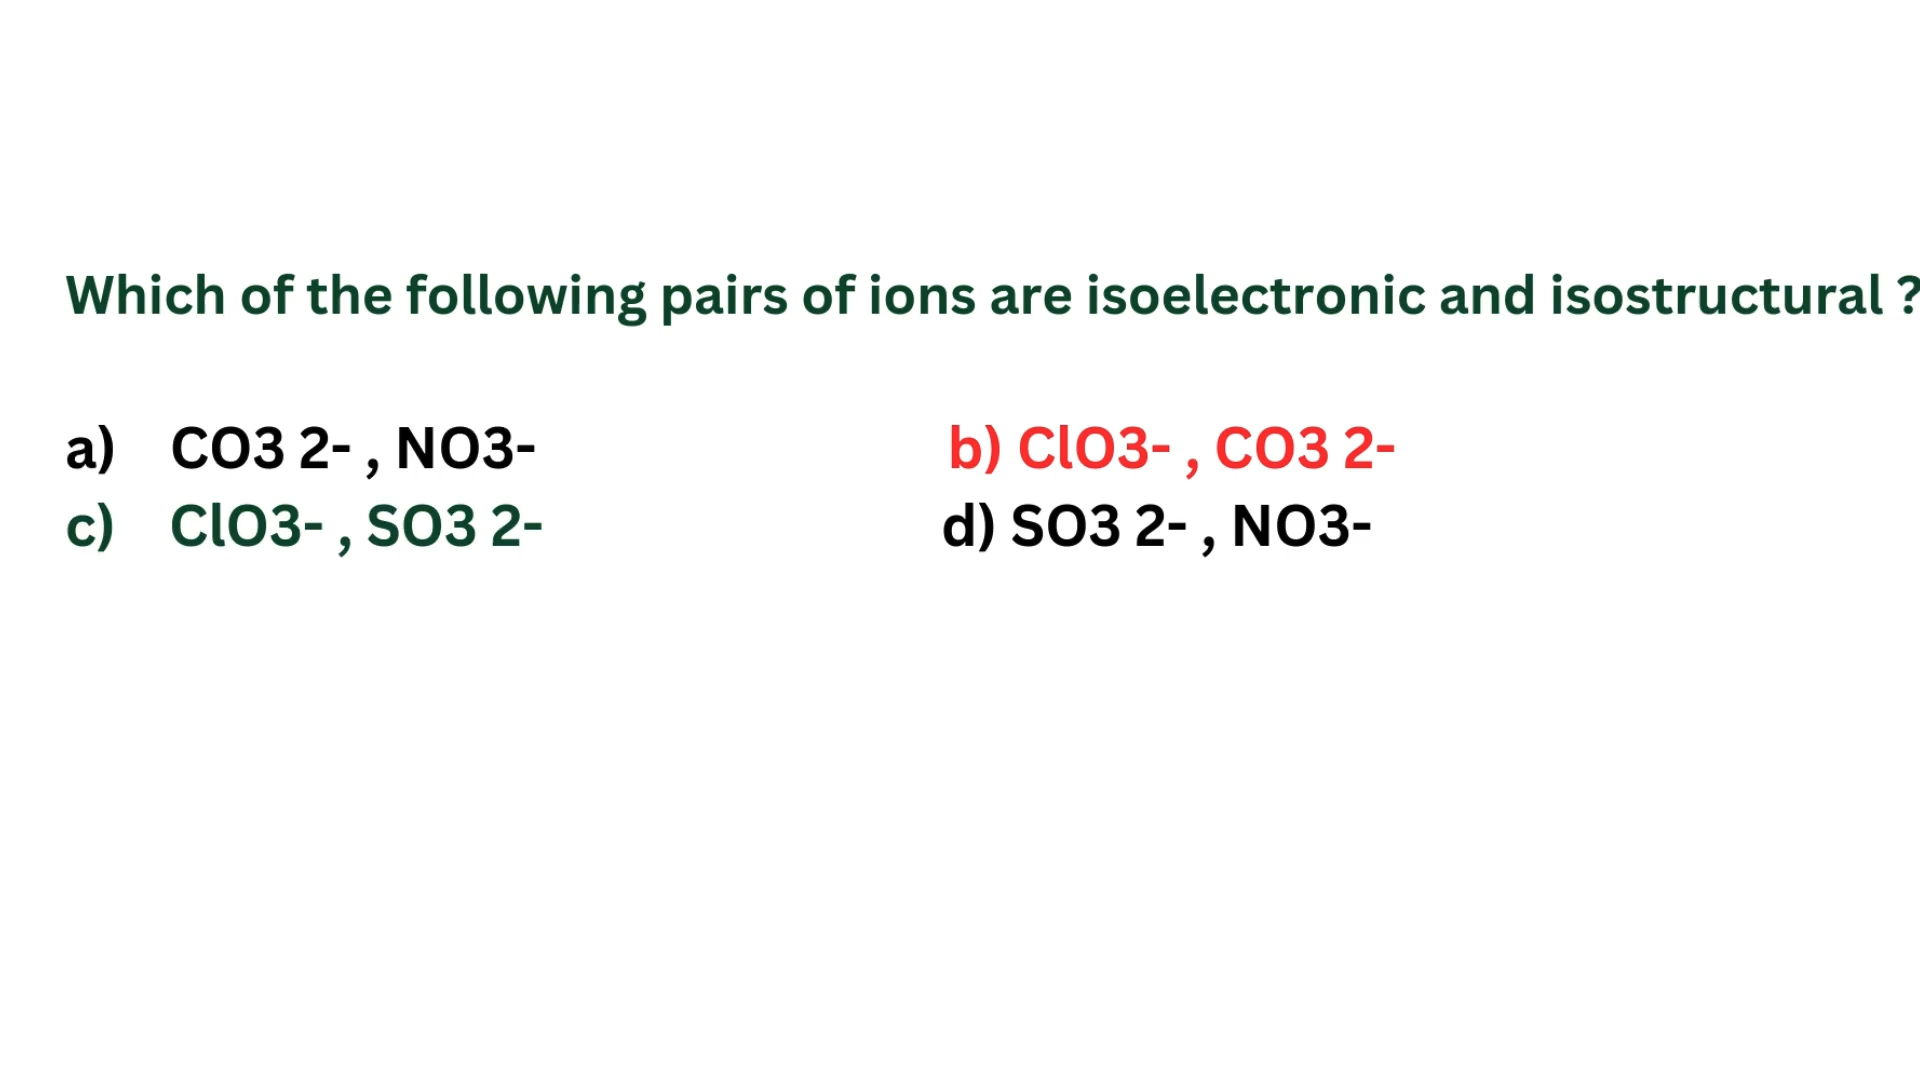 Which of the following pairs of ions are isoelectronic and isostructural ?
a) CO3 2- , NO3- b) ClO3- , CO3 2-
c) ClO3- , SO3 2- d) SO3 2- , NO3-